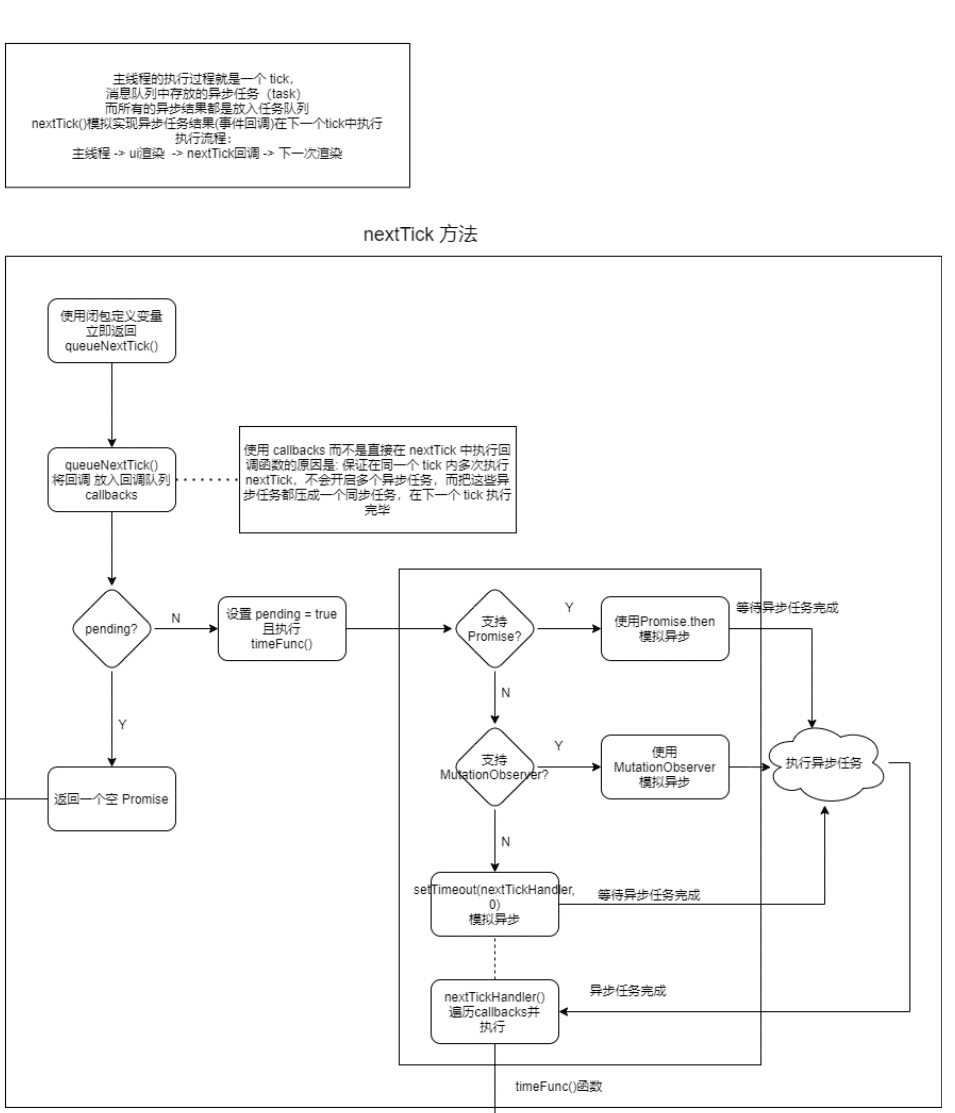 主线程的执行过程就是一个 tick，
消息队列中存放的异步任务（task）
而所有的异步结果都是放入任务队列
nextTick()模拟实现异步任务结果(事件回调)在下一个tick中执行
执行流程：
主线程 -> ui渲染 -> nextTick回调 -> 下一次渲染
nextTick 方法
使用闭包定义变量
立即返回
queueNextTick()
queueNextTick()
将回调 放入回调队列
callbacks
使用 callbacks 而不是直接在 nextTick 中执行回
调函数的原因是: 保证在同一个 tick 内多次执行
nextTick，不会开启多个异步任务，而把这些异
步任务都压成一个同步任务，在下一个 tick 执行
完毕
pending?
N
设置 pending = true
且执行
timeFunc()
支持
Promise?
Y
使用Promise.then
模拟异步
等待异步任务完成
Y
N
返回一个空 Promise
支持
MutationObserver?
Y
使用
MutationObserver
模拟异步
执行异步任务
N
setTimeout(nextTickHandler,
0)
模拟异步
等待异步任务完成
nextTickHandler()
遍历callbacks并
执行
异步任务完成
timeFunc()函数